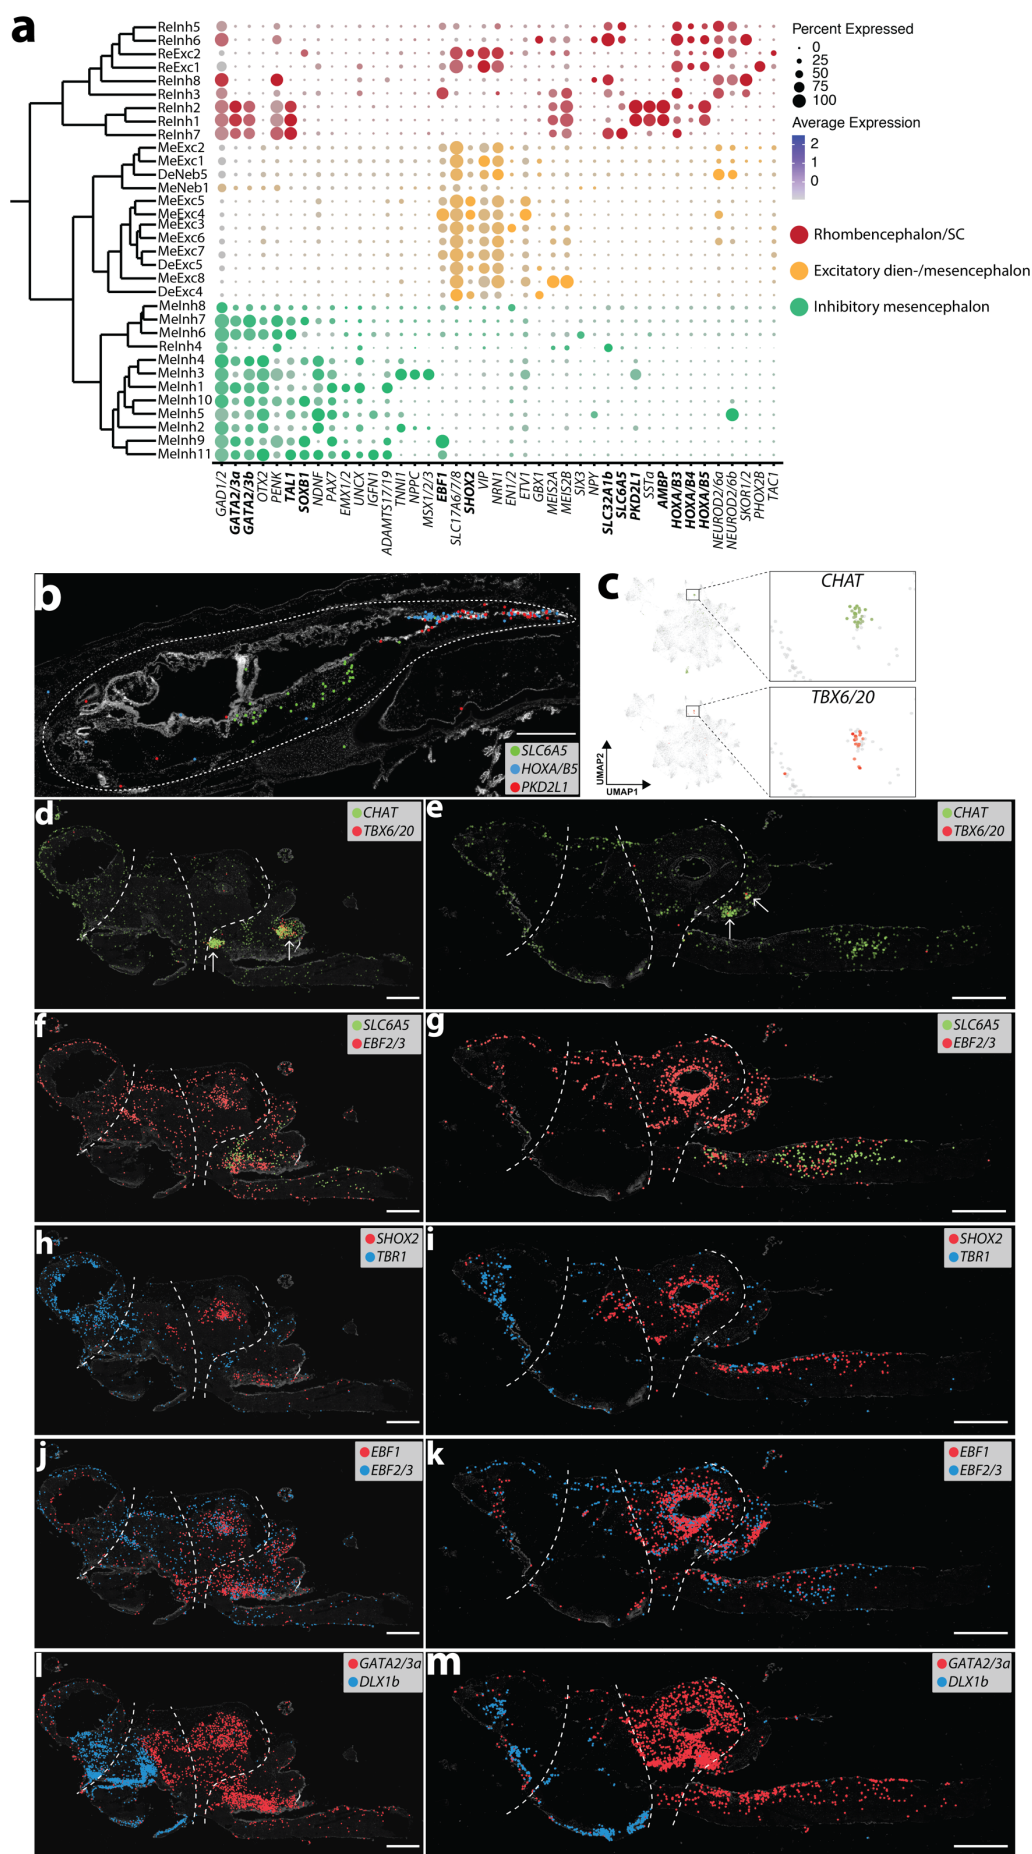 a
ReInh5
ReInh6
ReExc2
ReExc1
ReInh8
ReInh3
ReInh2
ReInh1
ReInh7
MeExc2
MeExc1
DeNeb5
MeNeb1
MeExc5
MeExc4
MeExc3
MeExc6
MeExc7
DeExc5
MeExc8
DeExc4
MeInh8
MeInh7
MeInh6
ReInh4
MeInh4
MeInh3
MeInh1
MeInh10
MeInh5
MeInh2
MeInh9
MeInh11
GAD1/2
GATA2/3a
GATA2/3b
OTX2
PENK
TAL1
SOXB1
NDNF
PAX7
EMX1/2
UNCX
IGFN1
ADAMTS17/19
TNNI1
NPPC
MSX1/2/3
EBF1
SLC17A6/7/8
SHOX2
VIP
NRN1
EN1/2
ETV1
GBX1
MEIS2A
MEIS2B
SIX3
NPY
SLC32A1b
SLC6A5
PKD2L1
SSTa
AMBP
HOXA/B3
HOXA/B4
HOXA/B5
NEUROD2/6a
NEUROD2/6b
SKOR1/2
PHOX2B
TAC1
Percent Expressed
0
25
50
75
100
Average Expression
2
1
0
Rhombencephalon/SC
Excitatory dien-/mesencephalon
Inhibitory mesencephalon
b
SLC6A5
HOXA/B5
PKD2L1
c
CHAT
TBX6/20
UMAP2
UMAP1
d
CHAT
TBX6/20
e
CHAT
TBX6/20
f
SLC6A5
EBF2/3
g
SLC6A5
EBF2/3
h
SHOX2
TBR1
i
SHOX2
TBR1
j
EBF1
EBF2/3
k
EBF1
EBF2/3
l
GATA2/3a
DLX1b
m
GATA2/3a
DLX1b